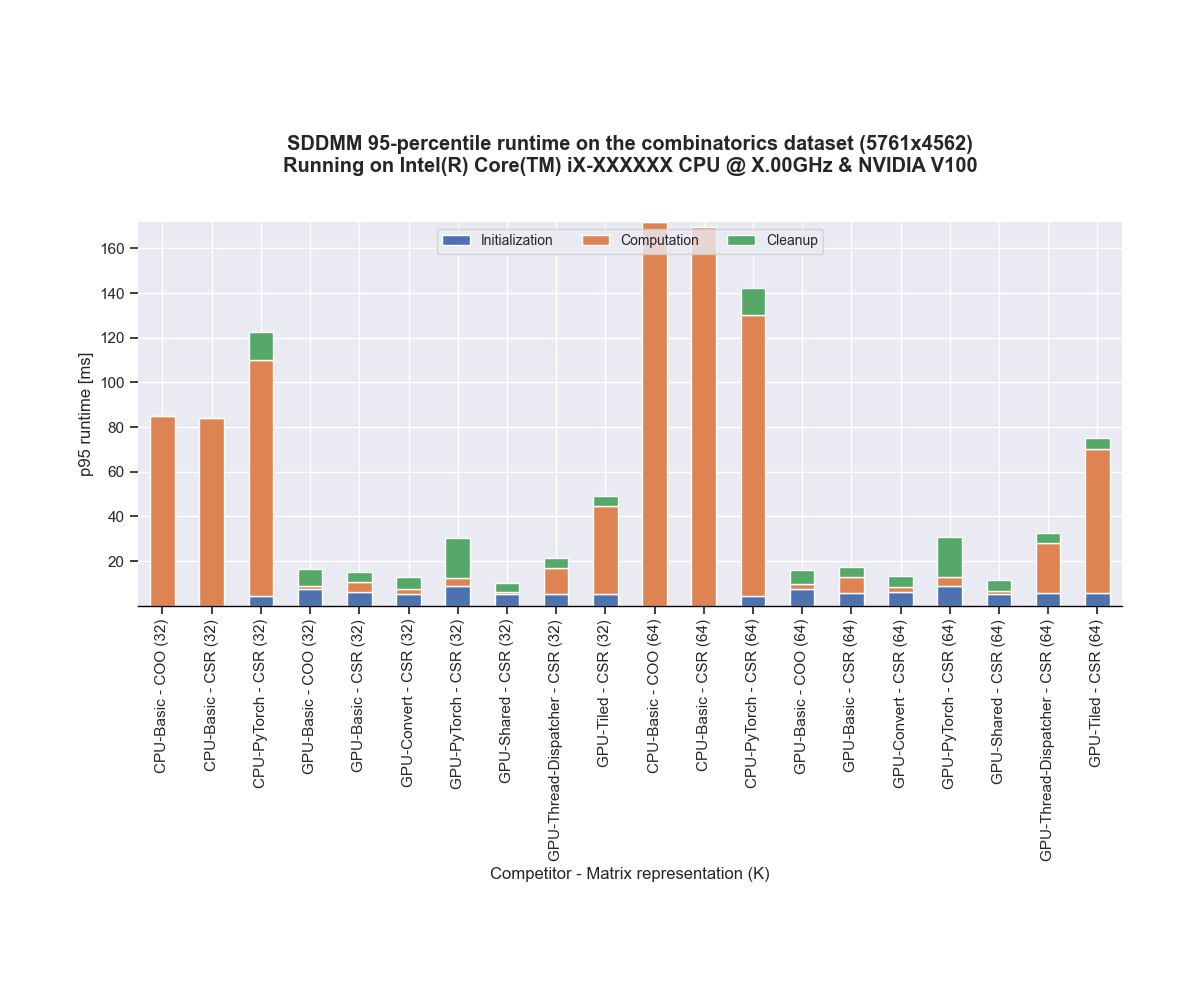 SDDMM 95-percentile runtime on the combinatorics dataset (5761x4562)
Running on Intel(R) Core(TM) iX-XXXXXX CPU @ X.00GHz & NVIDIA V100
Initialization
Computation
Cleanup
p95 runtime [ms]
160
140
120
100
80
60
40
20
CPU-Basic - COO (32)
CPU-Basic - CSR (32)
CPU-PyTorch - CSR (32)
GPU-Basic - COO (32)
GPU-Basic - CSR (32)
GPU-Convert - CSR (32)
GPU-PyTorch - CSR (32)
GPU-Shared - CSR (32)
GPU-Thread-Dispatcher - CSR (32)
GPU-Tiled - CSR (32)
CPU-Basic - COO (64)
CPU-Basic - CSR (64)
CPU-PyTorch - CSR (64)
GPU-Basic - COO (64)
GPU-Basic - CSR (64)
GPU-Convert - CSR (64)
GPU-PyTorch - CSR (64)
GPU-Shared - CSR (64)
GPU-Thread-Dispatcher - CSR (64)
GPU-Tiled - CSR (64)
Competitor - Matrix representation (K)